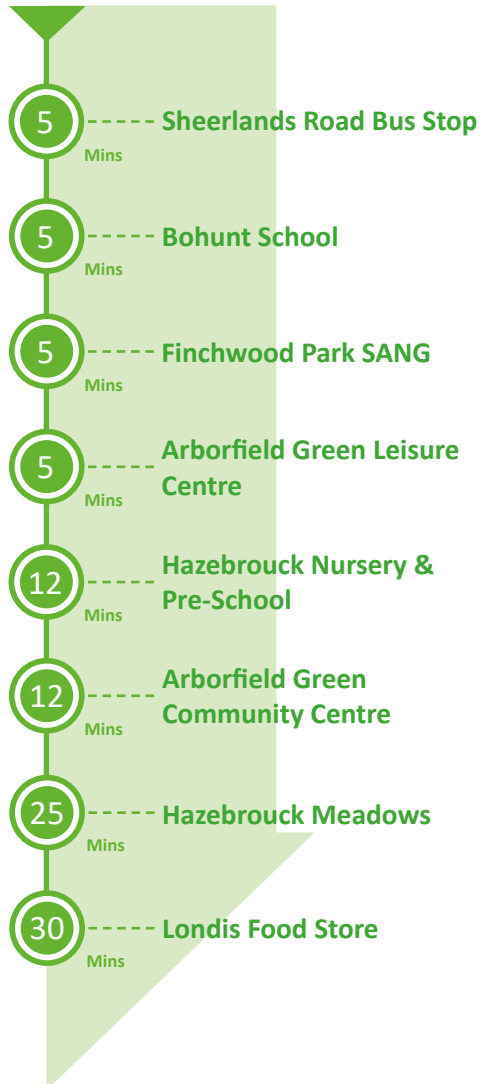 5
Mins
Sheerlands Road Bus Stop
5
Mins
Bohunt School
5
Mins
Finchwood Park SANG
5
Mins
Arborfield Green Leisure
Centre
12
Mins
Hazebrouck Nursery &
Pre-School
12
Mins
Arborfield Green
Community Centre
25
Mins
Hazebrouck Meadows
30
Mins
Londis Food Store